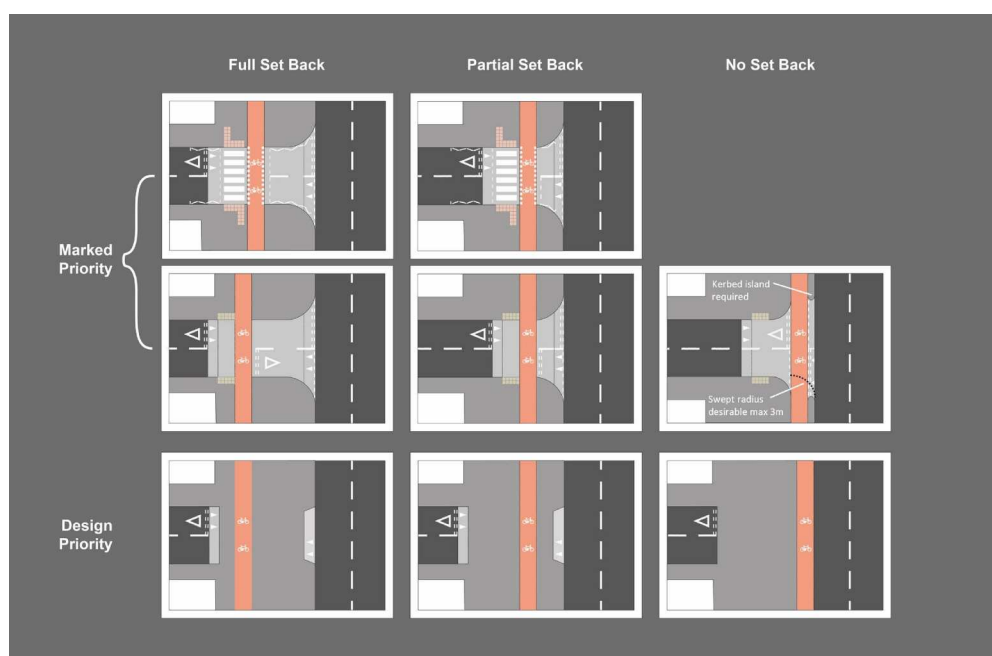 Full Set Back
Partial Set Back
No Set Back
Marked
Priority
Kerbed island
required
Swept radius
desirable max 3m
Design
Priority